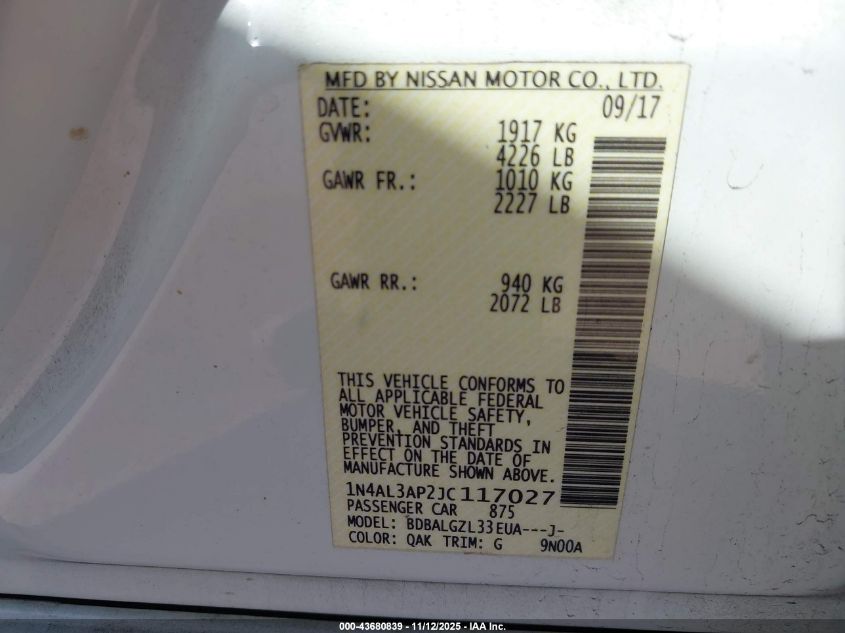 MFD BY NISSAN MOTOR CO., LTD.
DATE: 09/17
GVWR: 1917 KG
4226 LB
GAWR FR.: 1010 KG
2227 LB
GAWR RR.: 940 KG
2072 LB
THIS VEHICLE CONFORMS TO
ALL APPLICABLE FEDERAL
MOTOR VEHICLE SAFETY,
BUMPER, AND THEFT
PREVENTION STANDARDS IN
EFFECT ON THE DATE OF
MANUFACTURE SHOWN ABOVE.
1N4AL3AP2JC117027
PASSENGER CAR 875
MODEL: BDBALGZL33EUA---J-
COLOR: QAK TRIM: G 9N00A
000-43680839 - 11/12/2025 - IAA Inc.